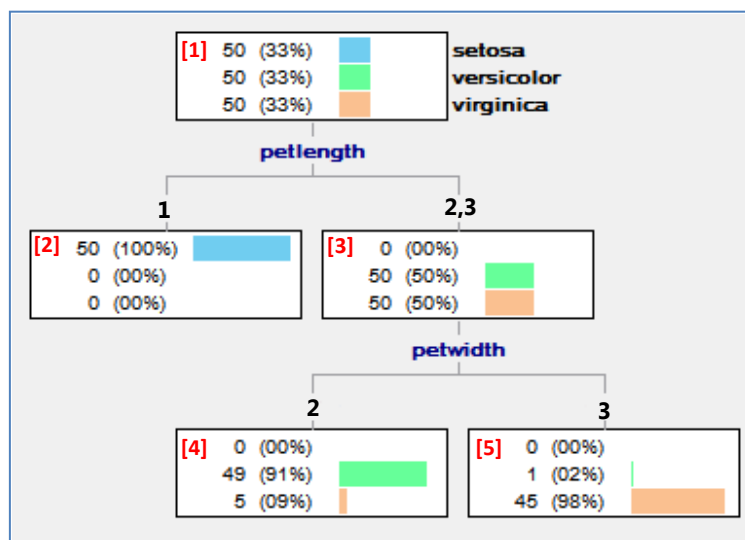 [1] 50 (33%) setosa
50 (33%) versicolor
50 (33%) virginica
petlength
1 2,3
[2] 50 (100%)
0 (00%)
0 (00%)
[3] 0 (00%)
50 (50%)
50 (50%)
petwidth
2 3
[4] 0 (00%)
49 (91%)
5 (09%)
[5] 0 (00%)
1 (02%)
45 (98%)